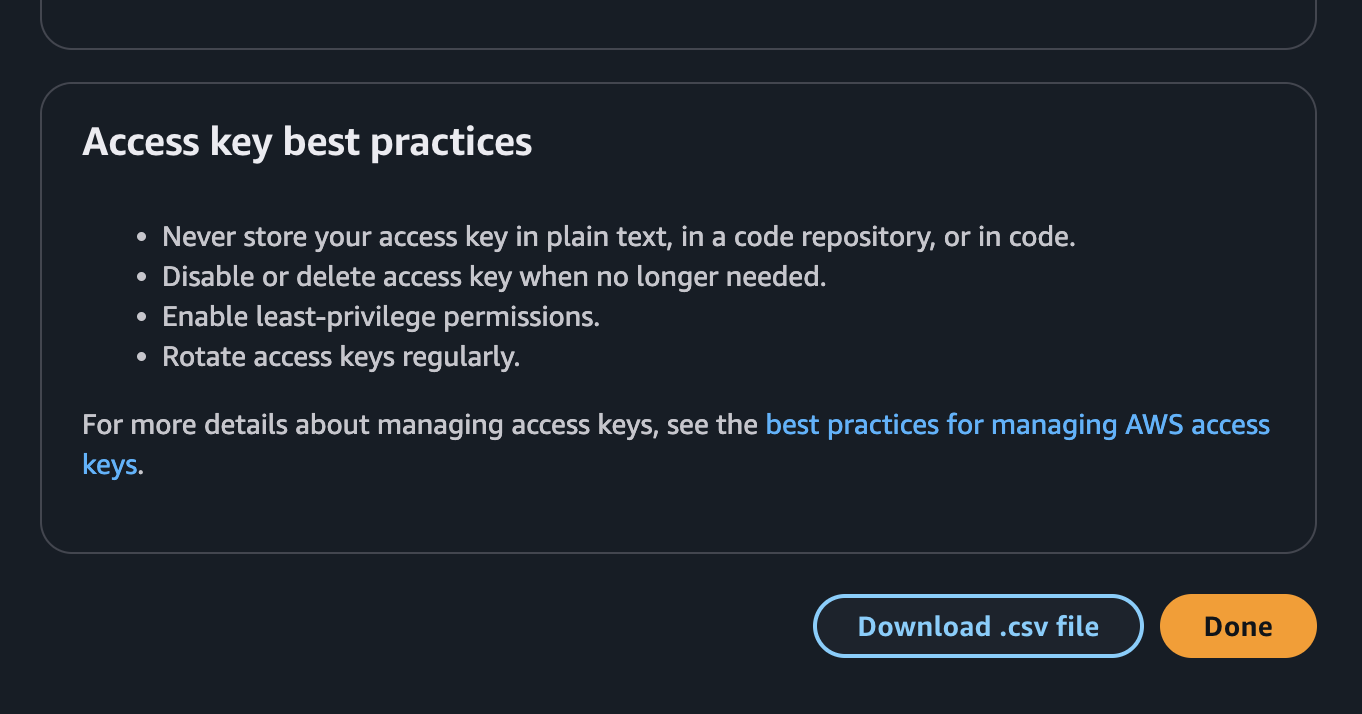 Access key best practices
• Never store your access key in plain text, in a code repository, or in code.
• Disable or delete access key when no longer needed.
• Enable least-privilege permissions.
• Rotate access keys regularly.
For more details about managing access keys, see the best practices for managing AWS access
keys.
Download .csv file
Done